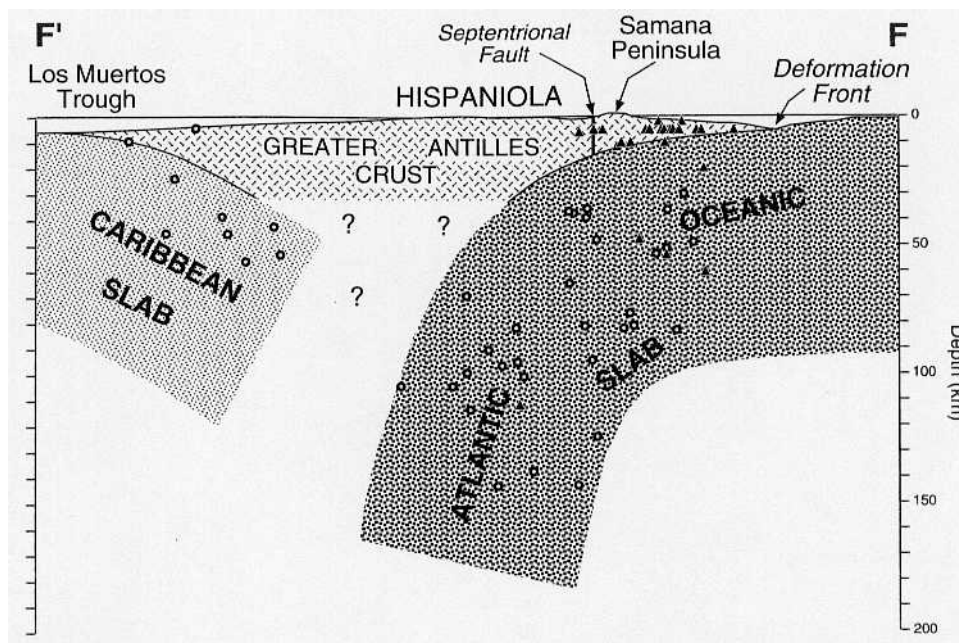 F'
F
Septentrional
Fault
Samana
Peninsula
Los Muertos
Trough
Deformation
Front
HISPANIOLA
GREATER ANTILLES
CRUST
? ?
?
CARIBBEAN
SLAB
ATLANTIC
OCEANIC
SLAB
0
50
100
150
200
Depth (km)